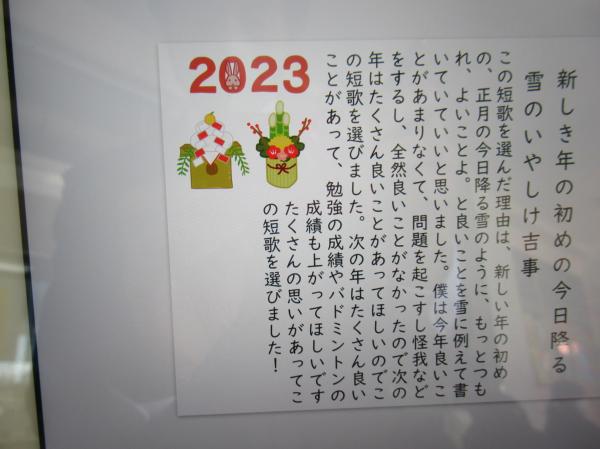 新しき年の初めの今日降る
雪のいやしけ吉事
この短歌を選んだ理由は、新しい年の初め
の、正月の今日降る雪のように、もっとつも
れ、よいことよ。と良いことを雪に例えて書
いていていいと思いました。僕は今年良いこ
とがあまりなくて、問題を起こすし怪我など
をするし、全然良いことがなかったので次の
年はたくさん良いことがあってほしいのでこ
の短歌を選びました。次の年はたくさん良い
ことがあって、勉強の成績やバドミントンの
成績も上がってほしいです
たくさんの思いがあってこ
の短歌を選びました！
2023